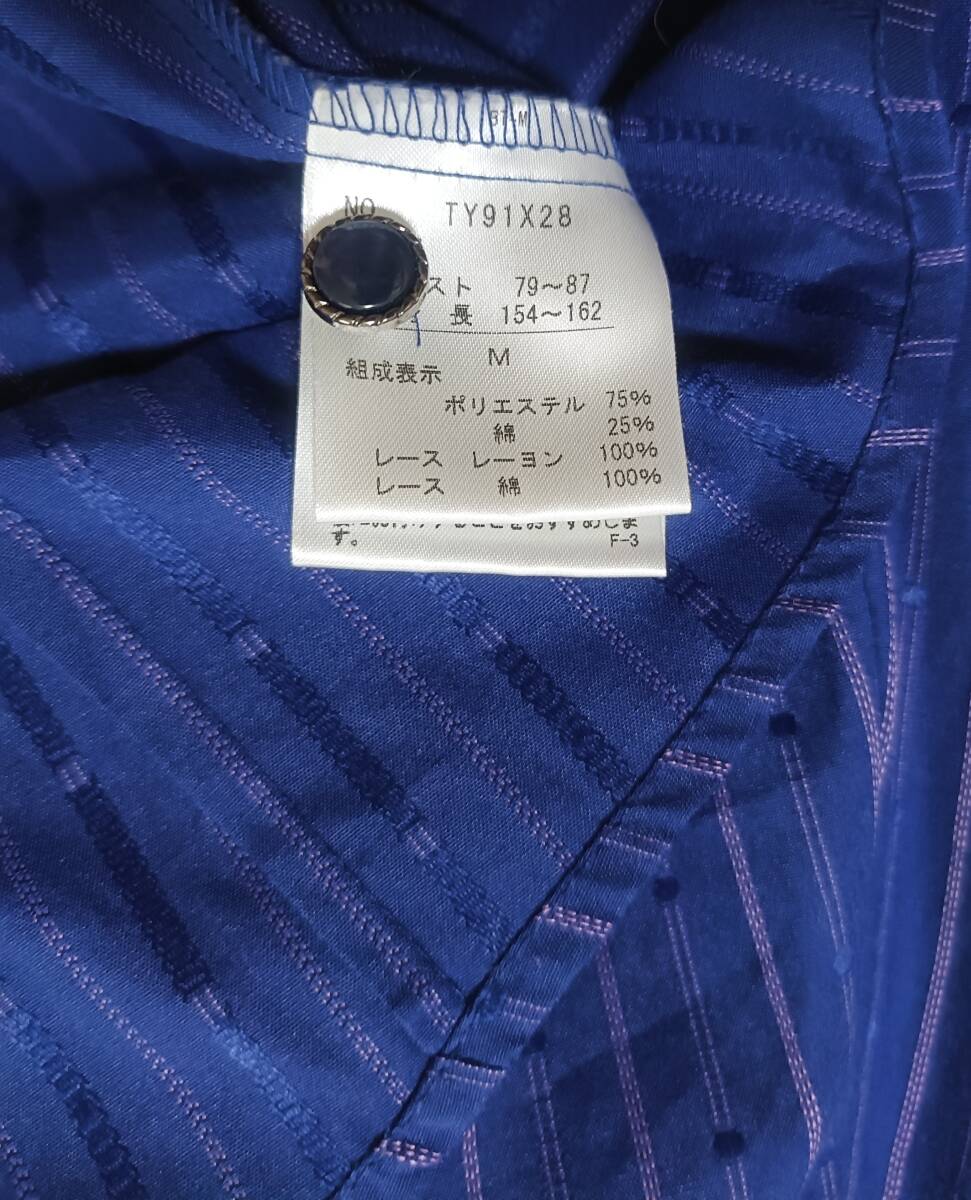 NO TY91X28
スト 79〜87
長 154〜162
M
組成表示
ポリエステル 75%
綿 25%
レース レーヨン 100%
レース 綿 100%
す。 F-3